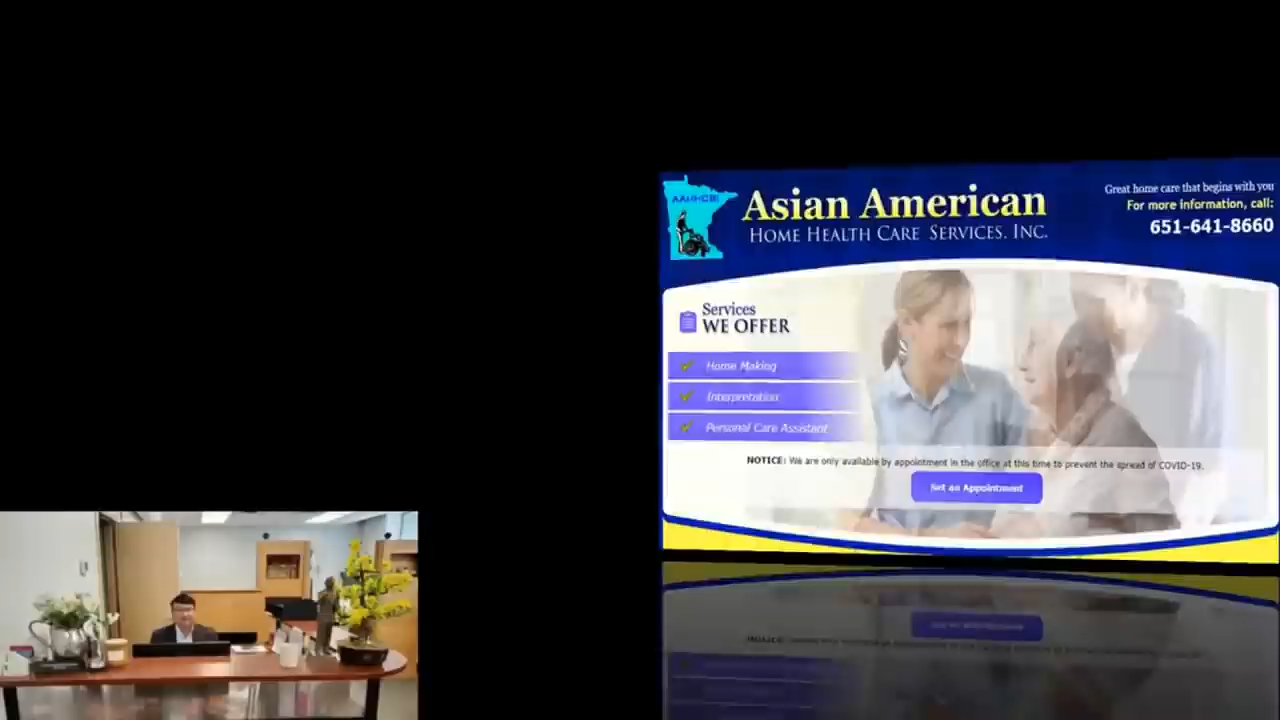 AAHHCSI
Asian American
HOME HEALTH CARE SERVICES, INC.
Great home care that begins with you
For more information, call:
651-641-8660
Services
WE OFFER
Home Making
Interpretation
Personal Care Assistant
NOTICE: We are only available by appointment in the office at this time to prevent the spread of COVID-19.
Set an Appointment